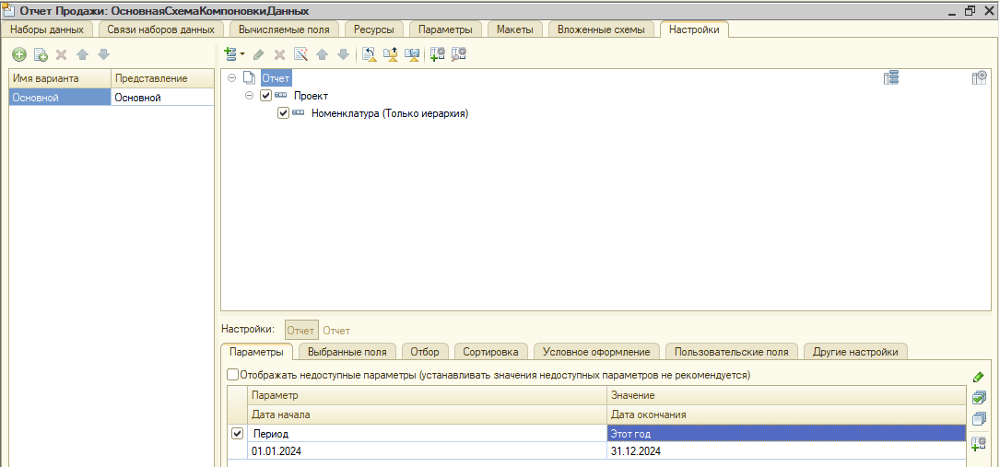 Отчет Продажи: ОсновнаяСхемаКомпоновкиДанных
Наборы данных Связи наборов данных Вычисляемые поля Ресурсы Параметры Макеты Вложенные схемы Настройки
Имя варианта Представление
Основной Основной
Отчет
Проект
Номенклатура (Только иерархия)
Настройки: Отчет Отчет
Параметры Выбранные поля Отбор Сортировка Условное оформление Пользовательские поля Другие настройки
Отображать недоступные параметры (устанавливать значения недоступных параметров не рекомендуется)
Параметр Значение
Дата начала Дата окончания
Период Этот год
01.01.2024 31.12.2024